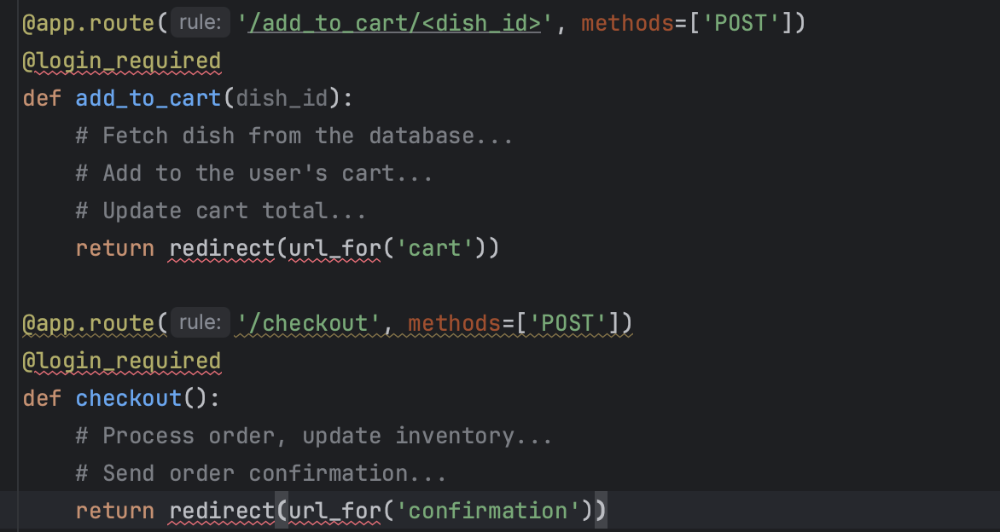 @app.route( rule: '/add_to_cart/<dish_id>', methods=['POST'])
@login_required
def add_to_cart(dish_id):
    # Fetch dish from the database...
    # Add to the user's cart...
    # Update cart total...
    return redirect(url_for('cart'))
@app.route( rule: '/checkout', methods=['POST'])
@login_required
def checkout():
    # Process order, update inventory...
    # Send order confirmation...
    return redirect(url_for('confirmation'))